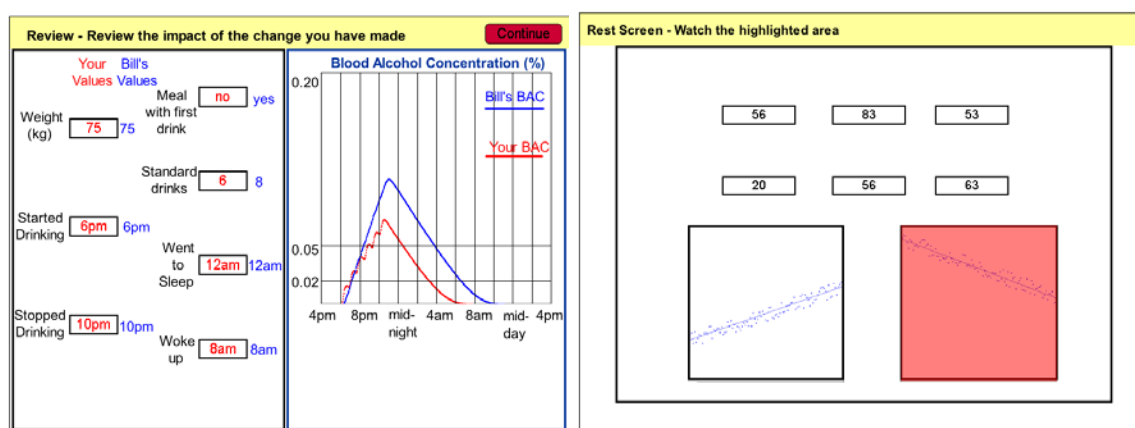 Review - Review the impact of the change you have made
Continue
Your Bill's
Values Values
Meal
with first
drink
no
yes
Weight
(kg)
75
75
Standard
drinks
6
8
Started
Drinking
6pm
6pm
Went
to
Sleep
12am
12am
Stopped
Drinking
10pm
10pm
Woke
up
8am
8am
Blood Alcohol Concentration (%)
0.20
Bill's BAC
Your BAC
0.05
0.02
4pm 8pm mid- 4am 8am mid- 4pm
night day
Rest Screen - Watch the highlighted area
56 83 53
20 56 63